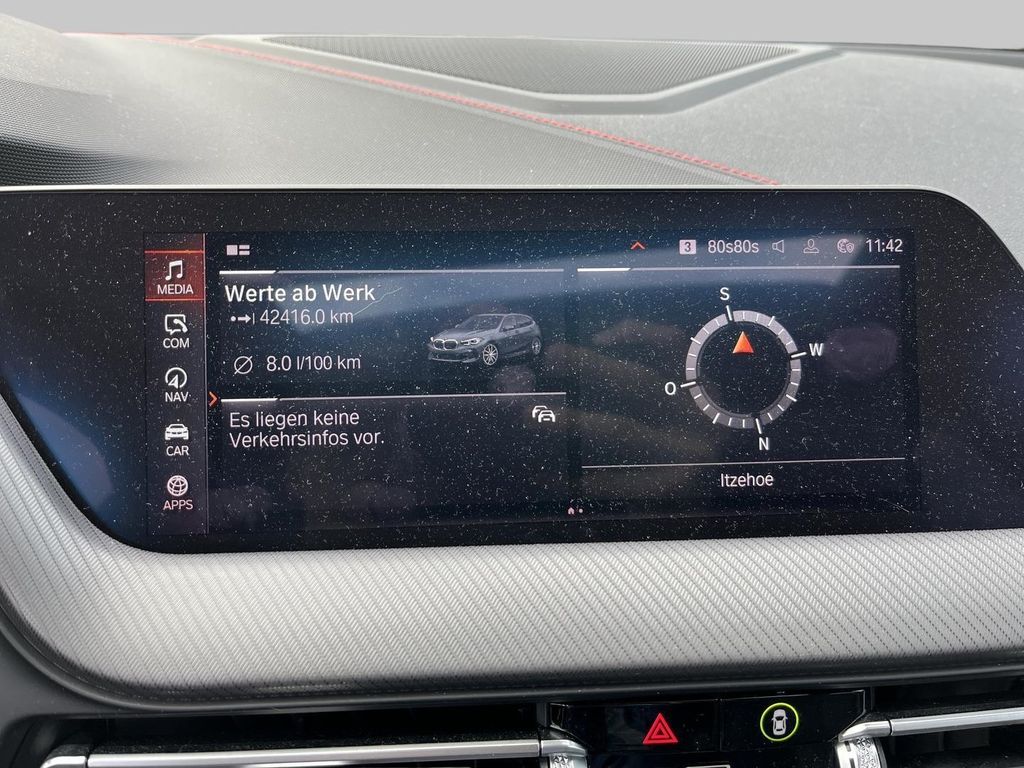 3 80s80s 11:42
MEDIA
COM
NAV
CAR
APPS
Werte ab Werk
42416.0 km
Ø 8.0 l/100 km
Es liegen keine
Verkehrsinfos vor.
S
W
O
N
Itzehoe